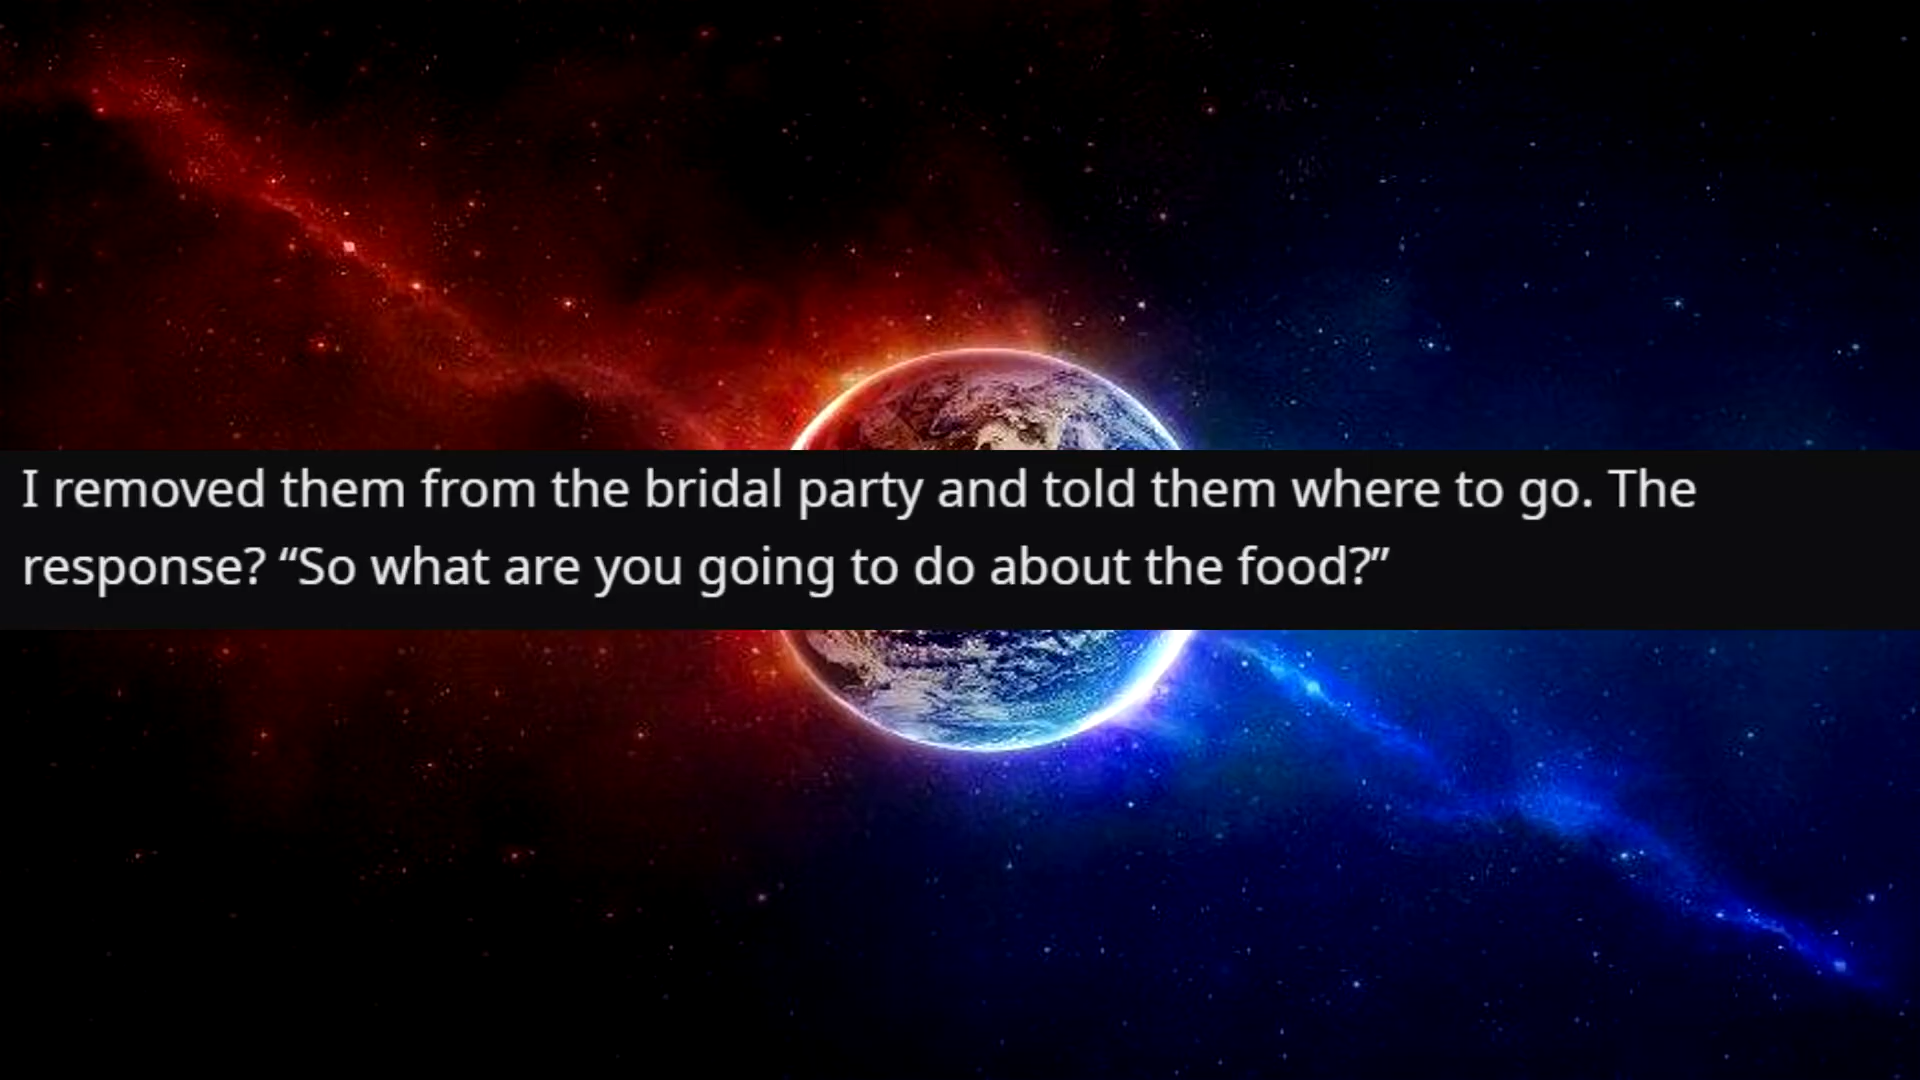 I removed them from the bridal party and told them where to go. The
response? “So what are you going to do about the food?”